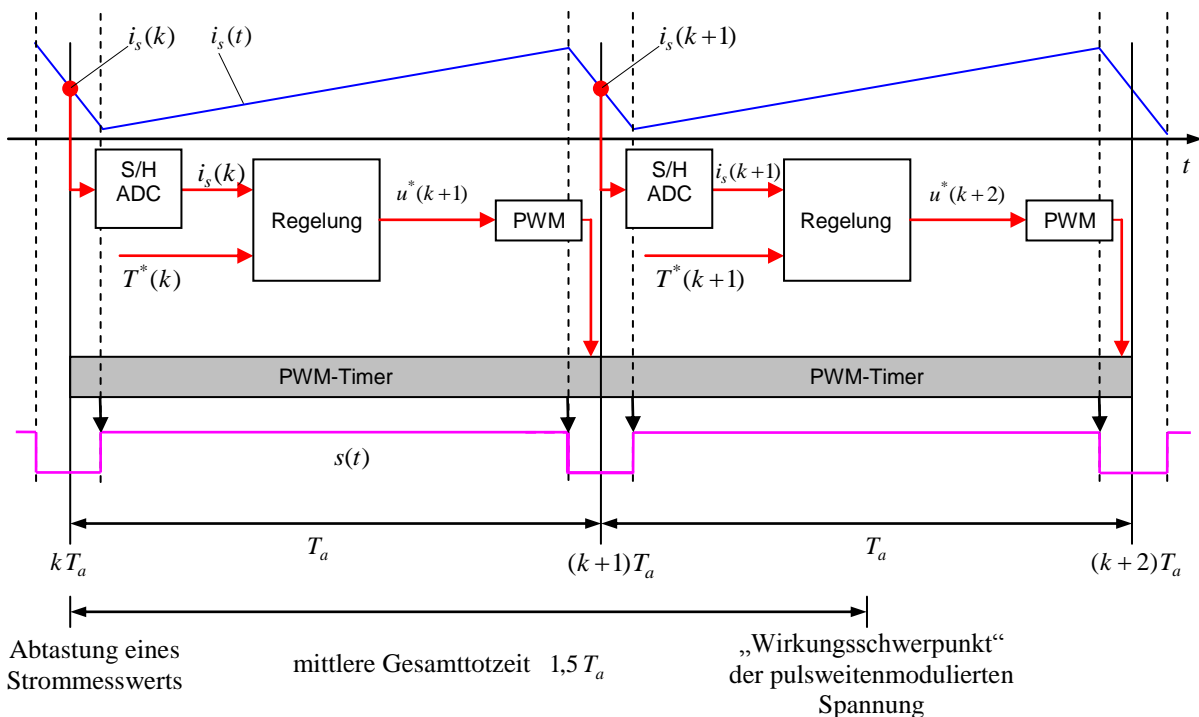 i_s(k)
i_s(t)
i_s(k+1)
t
S/H
ADC
i_s(k)
Regelung
u^*(k+1)
PWM
T^*(k)
S/H
ADC
i_s(k+1)
Regelung
u^*(k+2)
PWM
T^*(k+1)
PWM-Timer
PWM-Timer
s(t)
T_a
T_a
kT_a
(k+1)T_a
(k+2)T_a
Abtastung eines
Strommesswerts
mittlere Gesamttotzeit 1,5 T_a
„Wirkungsschwerpunkt“
der pulsweitenmodulierten
Spannung